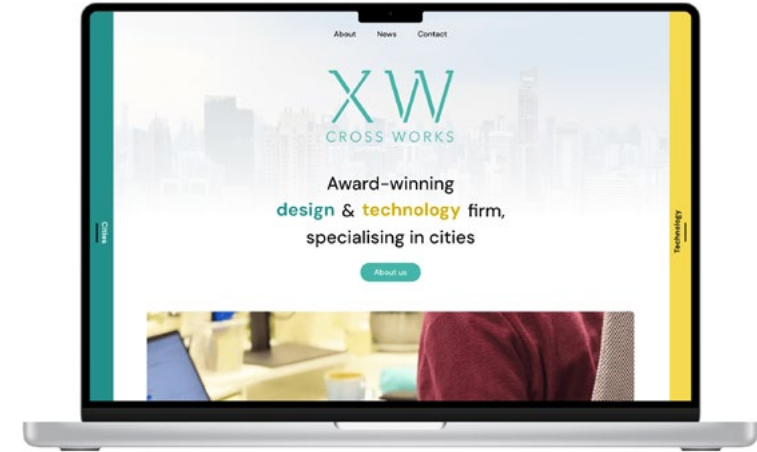 About News Contact
XW
CROSS WORKS
Award-winning
design & technology firm,
specialising in cities
About us
Cities
Technology